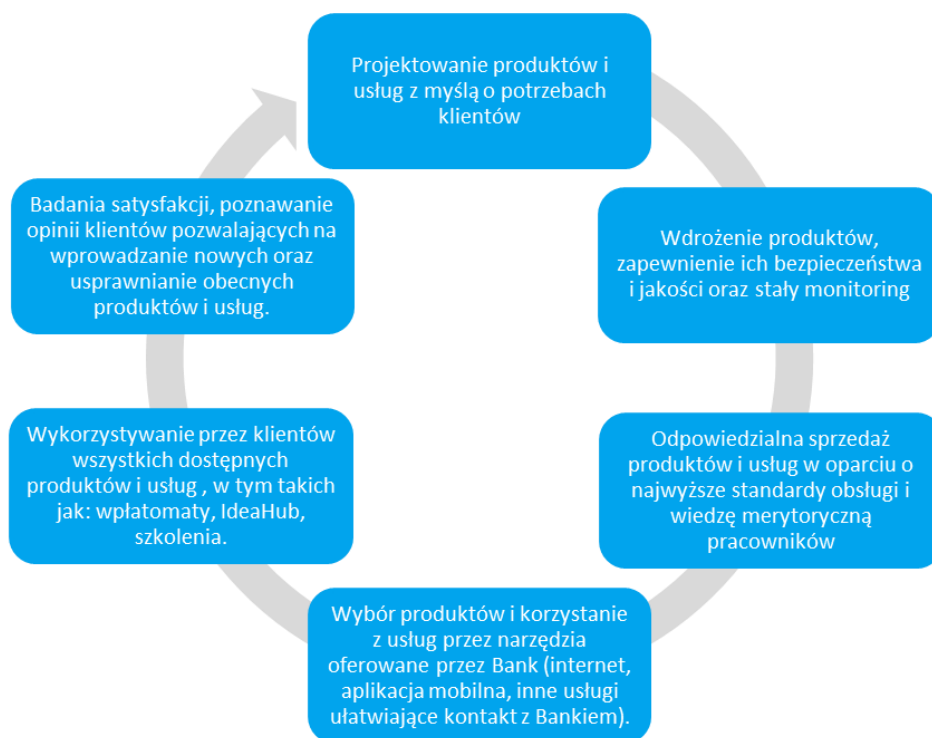 Projektowanie produktów i
usług z myślą o potrzebach
klientów
Wdrożenie produktów,
zapewnienie ich bezpieczeństwa
i jakości oraz stały monitoring
Odpowiedzialna sprzedaż
produktów i usług w oparciu o
najwyższe standardy obsługi i
wiedzę merytoryczną
pracowników
Wybór produktów i korzystanie
z usług przez narzędzia
oferowane przez Bank (internet,
aplikacja mobilna, inne usługi
ułatwiające kontakt z Bankiem).
Wykorzystywanie przez klientów
wszystkich dostępnych
produktów i usług , w tym takich
jak: wpłatomaty, IdeaHub,
szkolenia.
Badania satysfakcji, poznawanie
opinii klientów pozwalających na
wprowadzanie nowych oraz
usprawnianie obecnych
produktów i usług.